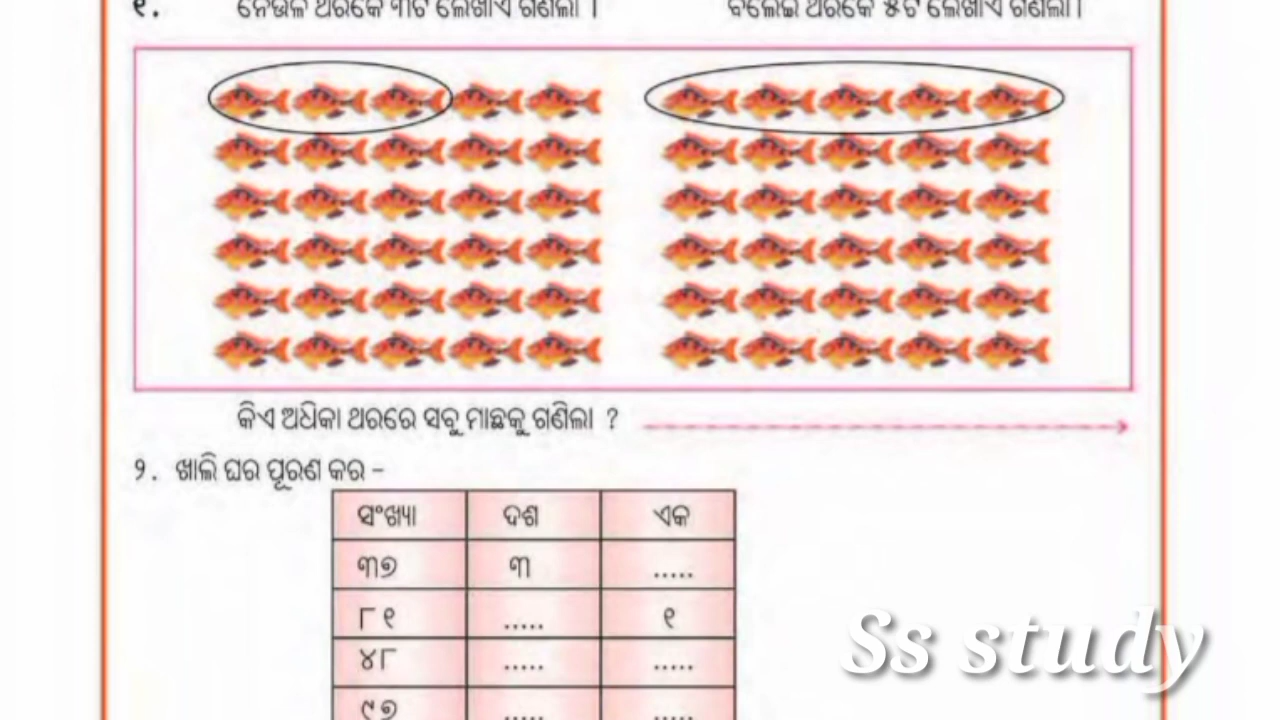 ୧. ନେଉଳ ଥରକେ ୩ଟି ଲେଖାଏଁ ଗଣିଲା । ବିଲେଇ ଥରକେ ୫ଟି ଲେଖାଏଁ ଗଣିଲା ।
କିଏ ଅଧିକା ଥରରେ ସବୁ ମାଛକୁ ଗଣିଲା ?
୨. ଖାଲି ଘର ପୂରଣ କର -
ସଂଖ୍ୟା ଦଶ ଏକ
୩୭ ୩ .....
୮୧ ..... ୧
୪୮ ..... .....
୯୭ ..... .....
Ss study